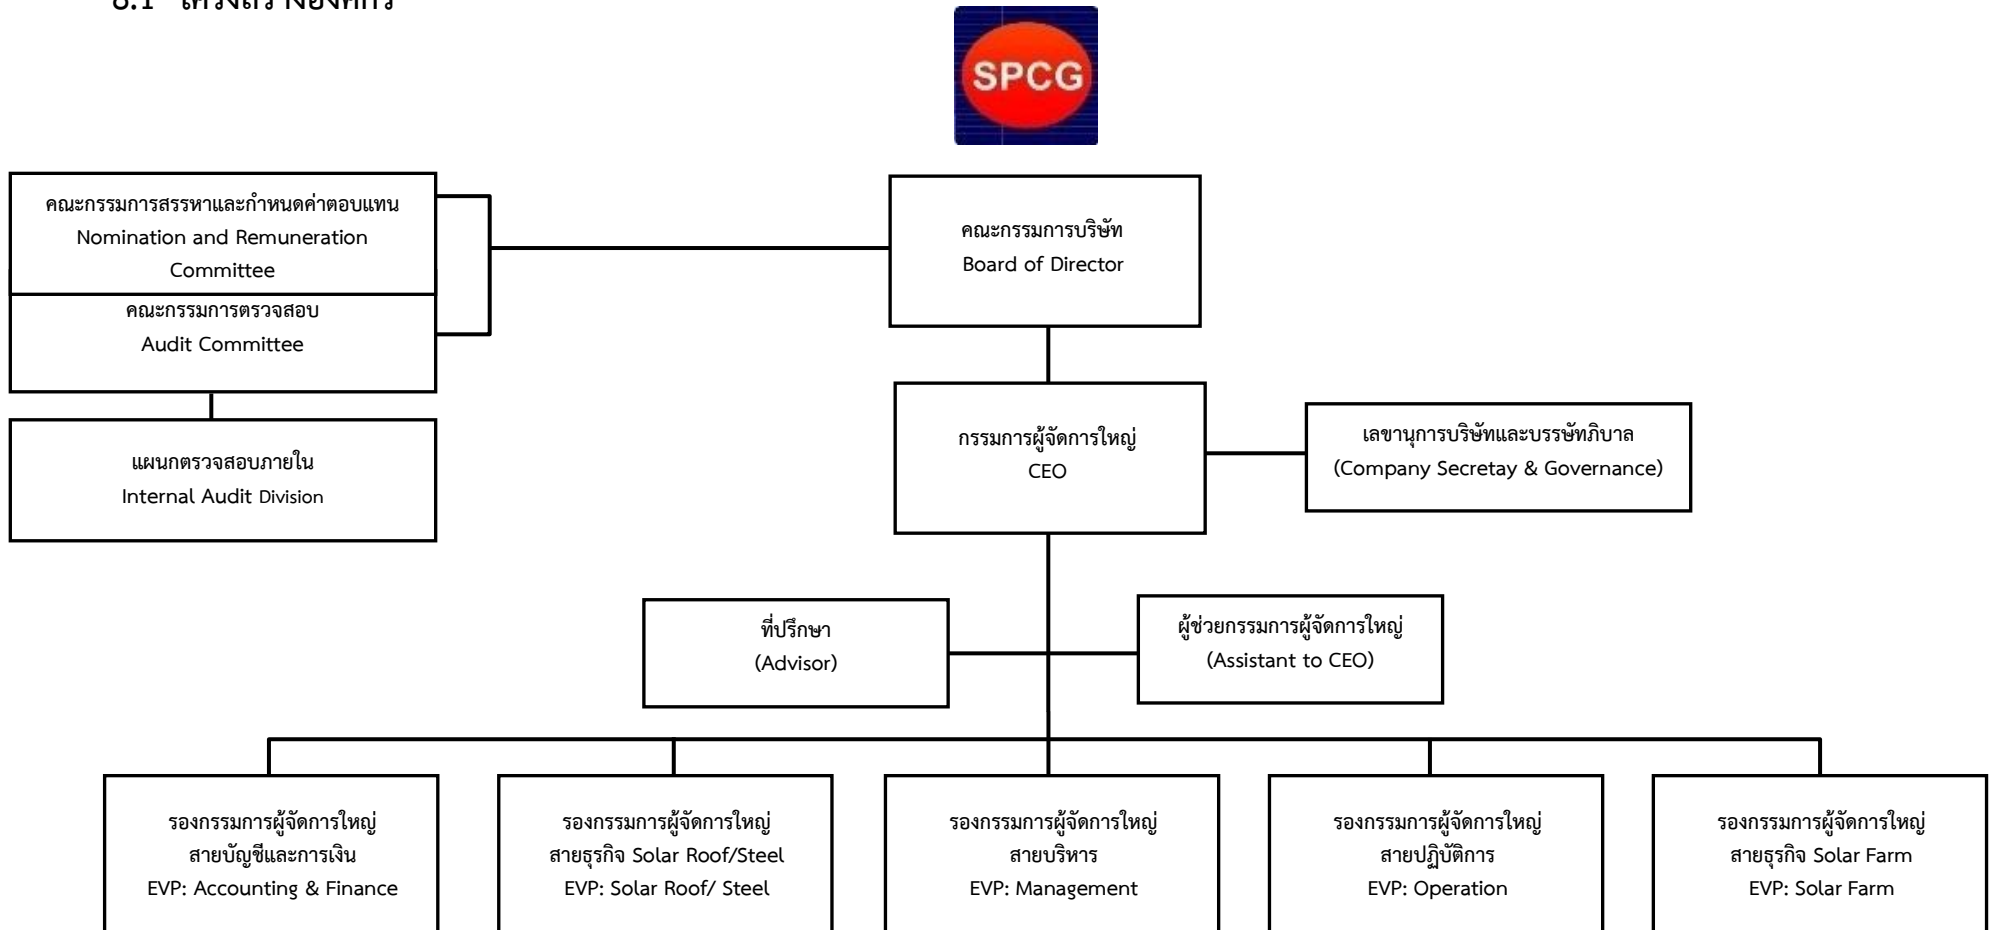 SPCG
คณะกรรมการสรรหาและกำหนดค่าตอบแทน
Nomination and Remuneration
Committee
คณะกรรมการตรวจสอบ
Audit Committee
แผนกตรวจสอบภายใน
Internal Audit Division
คณะกรรมการบริษัท
Board of Director
กรรมการผู้จัดการใหญ่
CEO
เลขานุการบริษัทและบรรษัทภิบาล
(Company Secretay & Governance)
ที่ปรึกษา
(Advisor)
ผู้ช่วยกรรมการผู้จัดการใหญ่
(Assistant to CEO)
รองกรรมการผู้จัดการใหญ่
สายบัญชีและการเงิน
EVP: Accounting & Finance
รองกรรมการผู้จัดการใหญ่
สายธุรกิจ Solar Roof/Steel
EVP: Solar Roof/ Steel
รองกรรมการผู้จัดการใหญ่
สายบริหาร
EVP: Management
รองกรรมการผู้จัดการใหญ่
สายปฏิบัติการ
EVP: Operation
รองกรรมการผู้จัดการใหญ่
สายธุรกิจ Solar Farm
EVP: Solar Farm